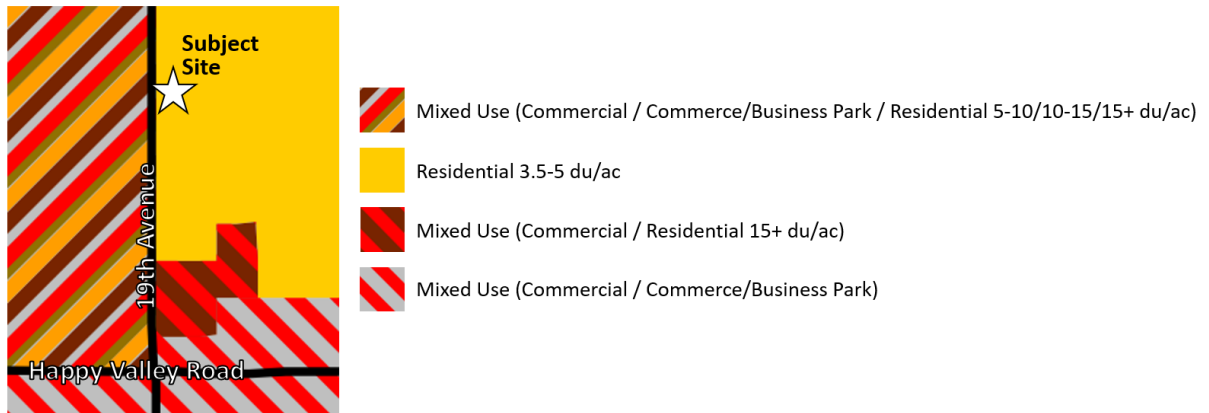 Subject
Site
19th Avenue
Happy Valley Road
Mixed Use (Commercial / Commerce/Business Park / Residential 5-10/10-15/15+ du/ac)
Residential 3.5-5 du/ac
Mixed Use (Commercial / Residential 15+ du/ac)
Mixed Use (Commercial / Commerce/Business Park)